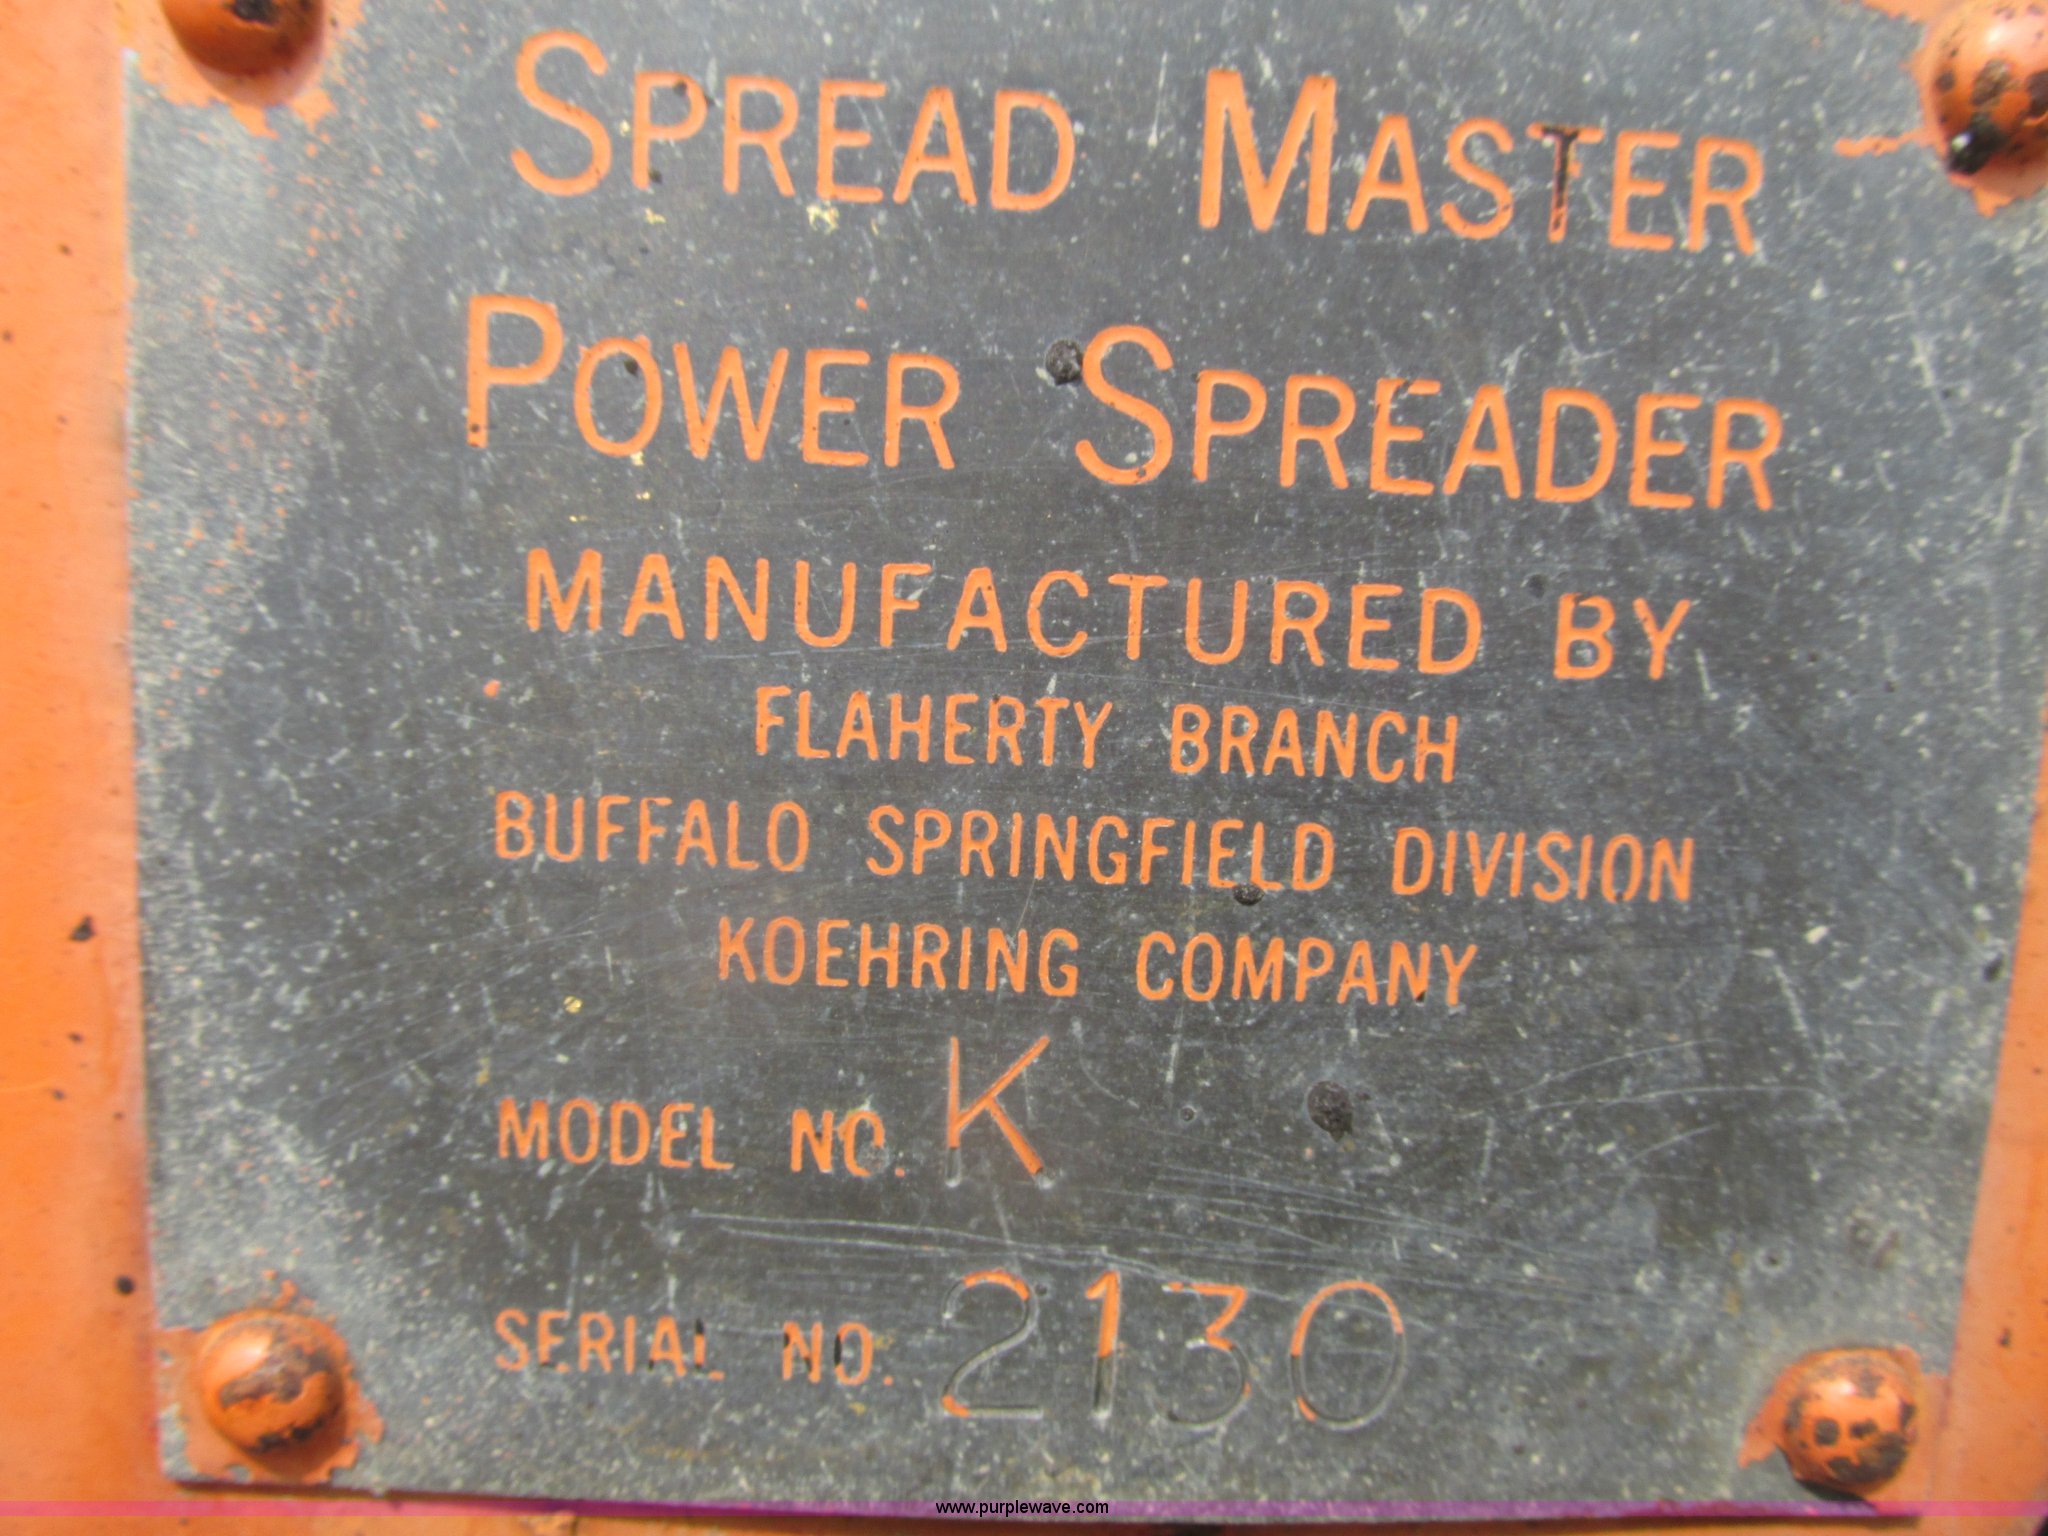 SPREAD MASTER
POWER SPREADER
MANUFACTURED BY
FLAHERTY BRANCH
BUFFALO SPRINGFIELD DIVISION
KOEHRING COMPANY
MODEL NO. K
SERIAL NO. 2130
www.purplewave.com